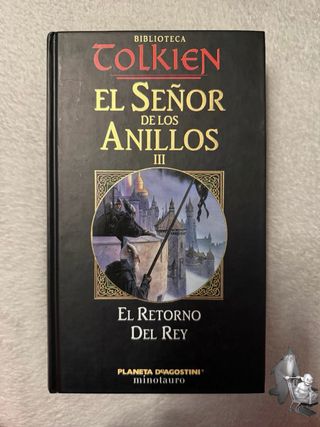 BIBLIOTECA
TOLKIEN
EL SEÑOR
DE LOS
ANILLOS
III
EL RETORNO
DEL REY
PLANETA DEAGOSTINI
minotauro